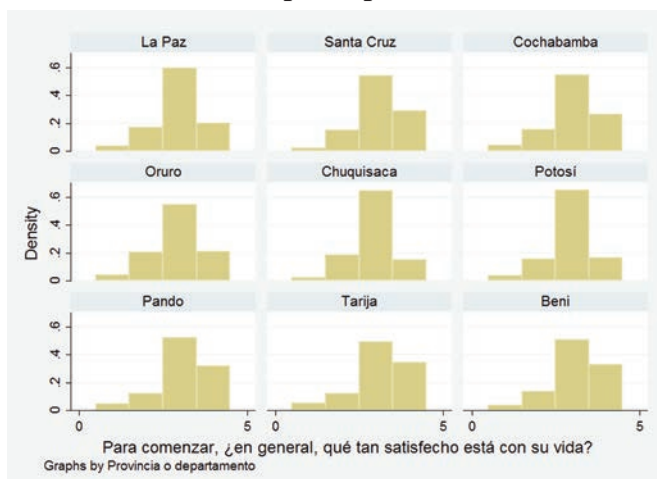 La Paz Santa Cruz Cochabamba
.6
.4
.2
0
Oruro Chuquisaca Potosí
.6
.4
.2
0
Density
Pando Tarija Beni
.6
.4
.2
0
0 5 0 5 0 5
Para comenzar, ¿en general, qué tan satisfecho está con su vida?
Graphs by Provincia o departamento